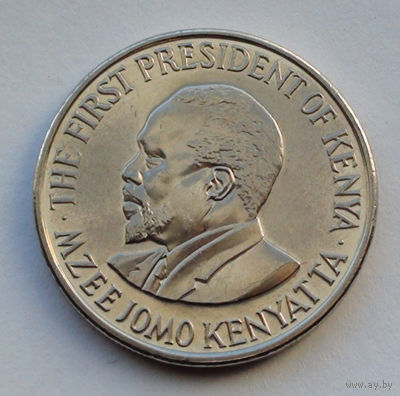 · THE FIRST PRESIDENT OF KENYA ·
MZEE JOMO KENYATTA
www.ay.by